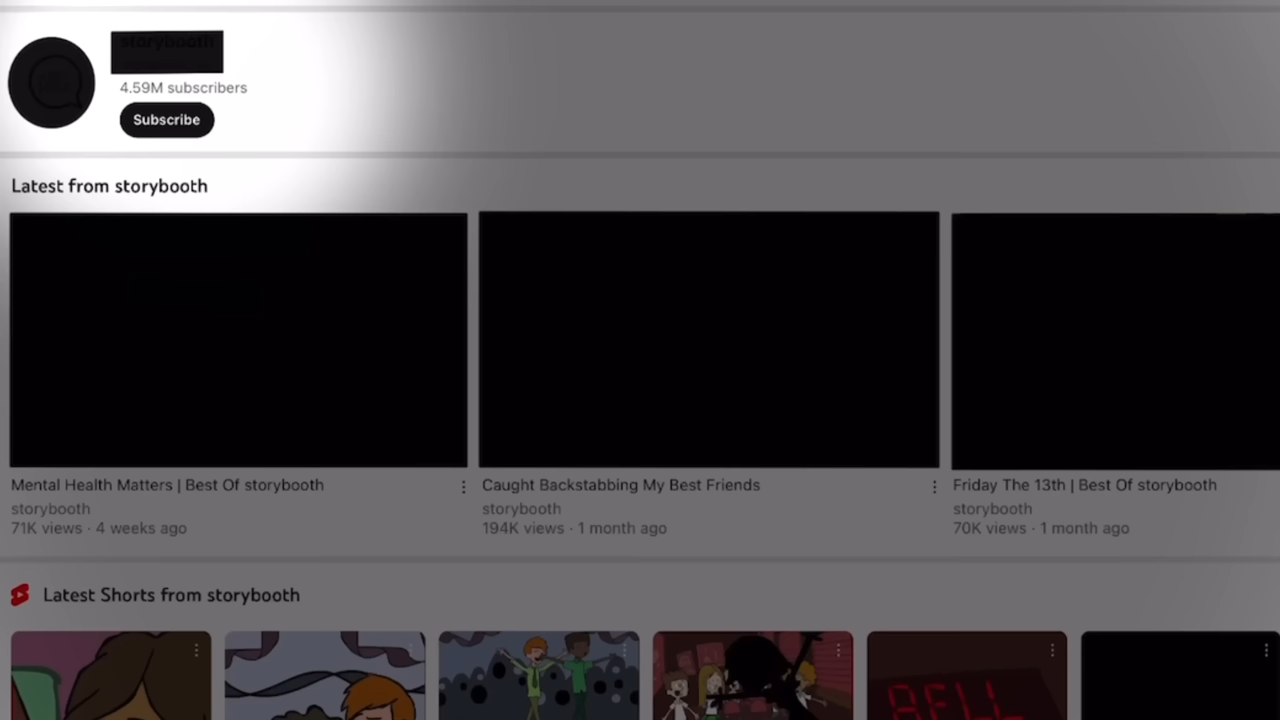 storybooth
4.59M subscribers
Subscribe
Latest from storybooth
Mental Health Matters | Best Of storybooth
storybooth
71K views · 4 weeks ago
Caught Backstabbing My Best Friends
storybooth
194K views · 1 month ago
Friday The 13th | Best Of storybooth
storybooth
70K views · 1 month ago
Latest Shorts from storybooth